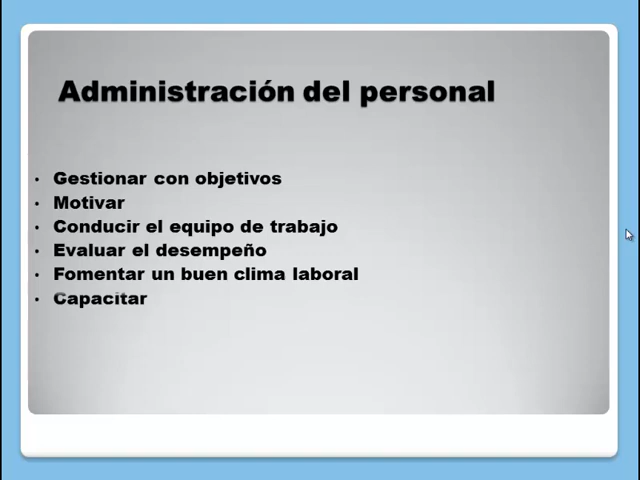 Administración del personal
• Gestionar con objetivos
• Motivar
• Conducir el equipo de trabajo
• Evaluar el desempeño
• Fomentar un buen clima laboral
• Capacitar